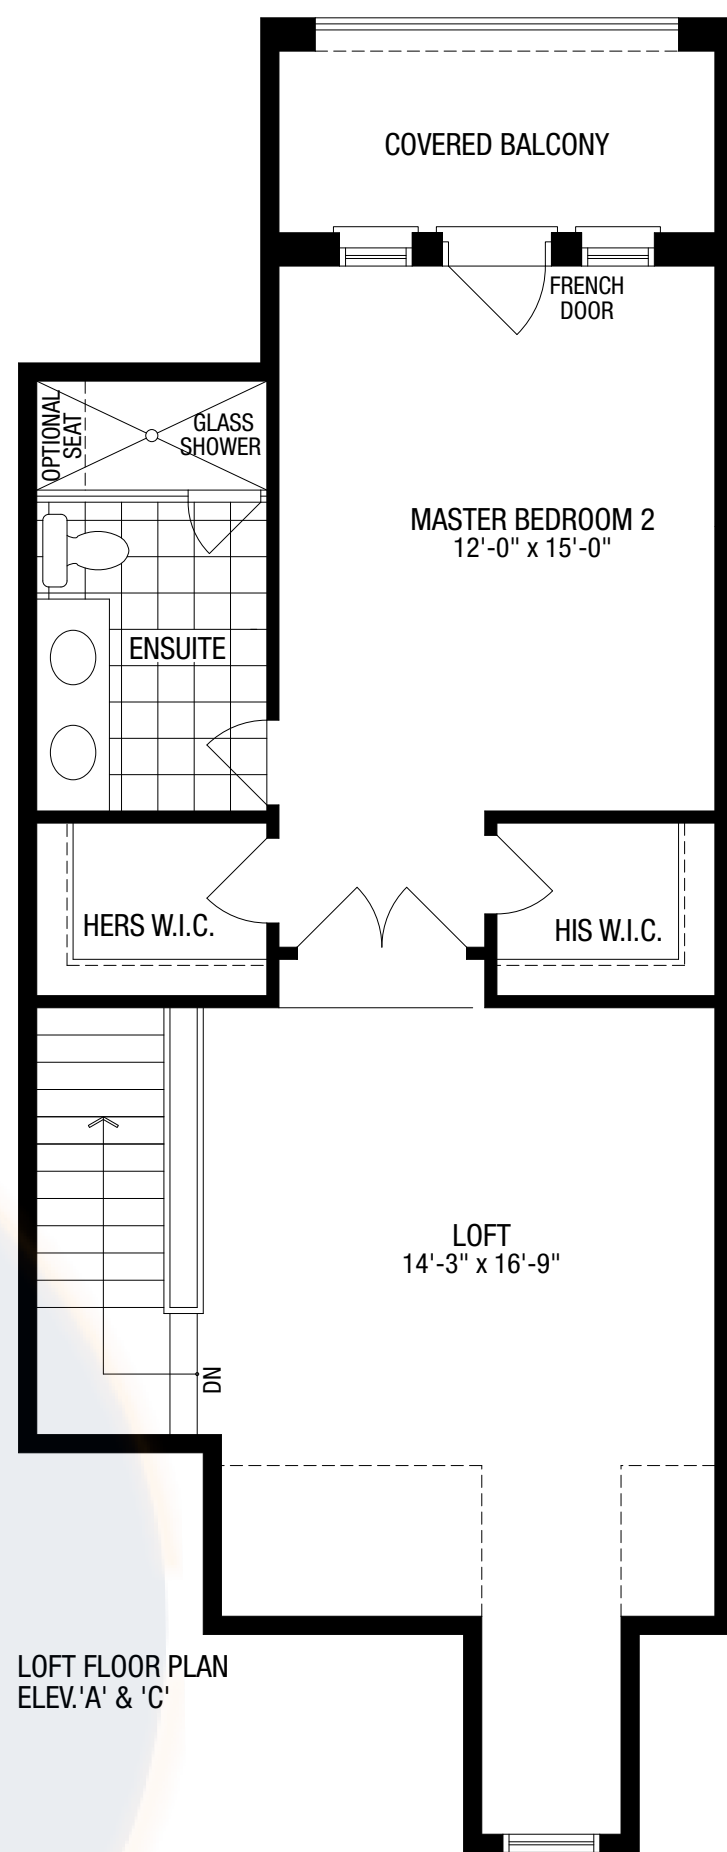 COVERED BALCONY
FRENCH
DOOR
OPTIONAL
SEAT
GLASS
SHOWER
MASTER BEDROOM 2
12'-0" x 15'-0"
ENSUITE
HERS W.I.C.
HIS W.I.C.
LOFT
14'-3" x 16'-9"
DN
LOFT FLOOR PLAN
ELEV.'A' & 'C'